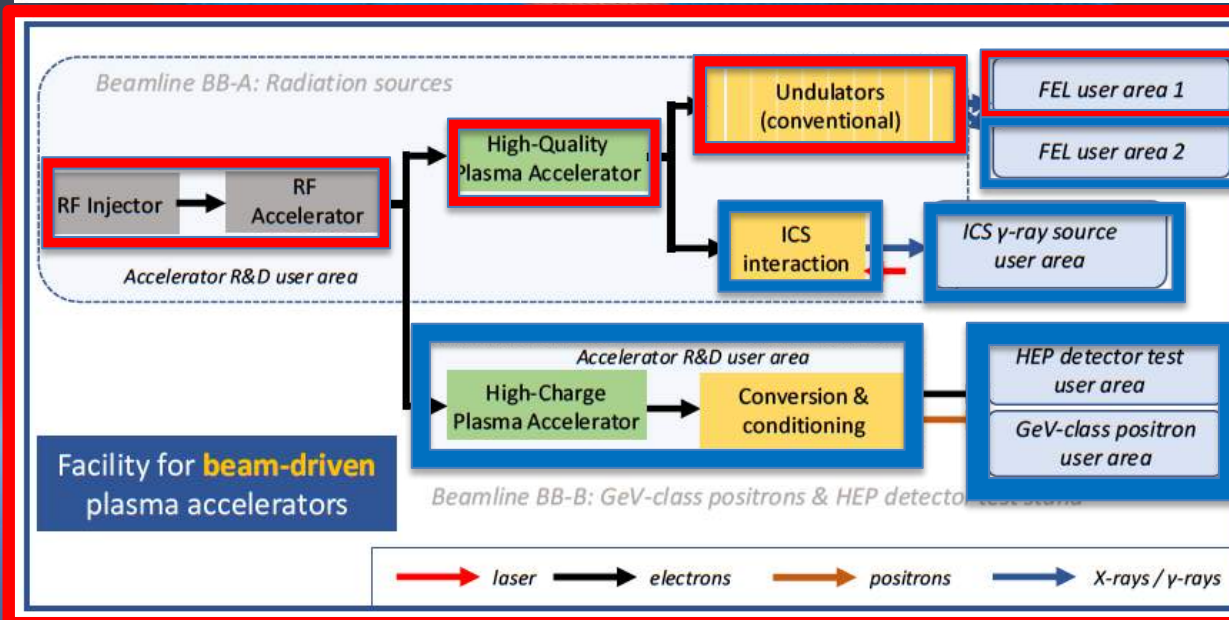 Beamline BB-A: Radiation sources
Undulators
(conventional)
FEL user area 1
FEL user area 2
High-Quality
Plasma Accelerator
RF Injector
RF
Accelerator
ICS
interaction
ICS γ-ray source
user area
Accelerator R&D user area
Accelerator R&D user area
High-Charge
Plasma Accelerator
Conversion &
conditioning
HEP detector test
user area
GeV-class positron
user area
Facility for beam-driven
plasma accelerators
Beamline BB-B: GeV-class positrons & HEP detector test stand
laser
electrons
positrons
X-rays / γ-rays